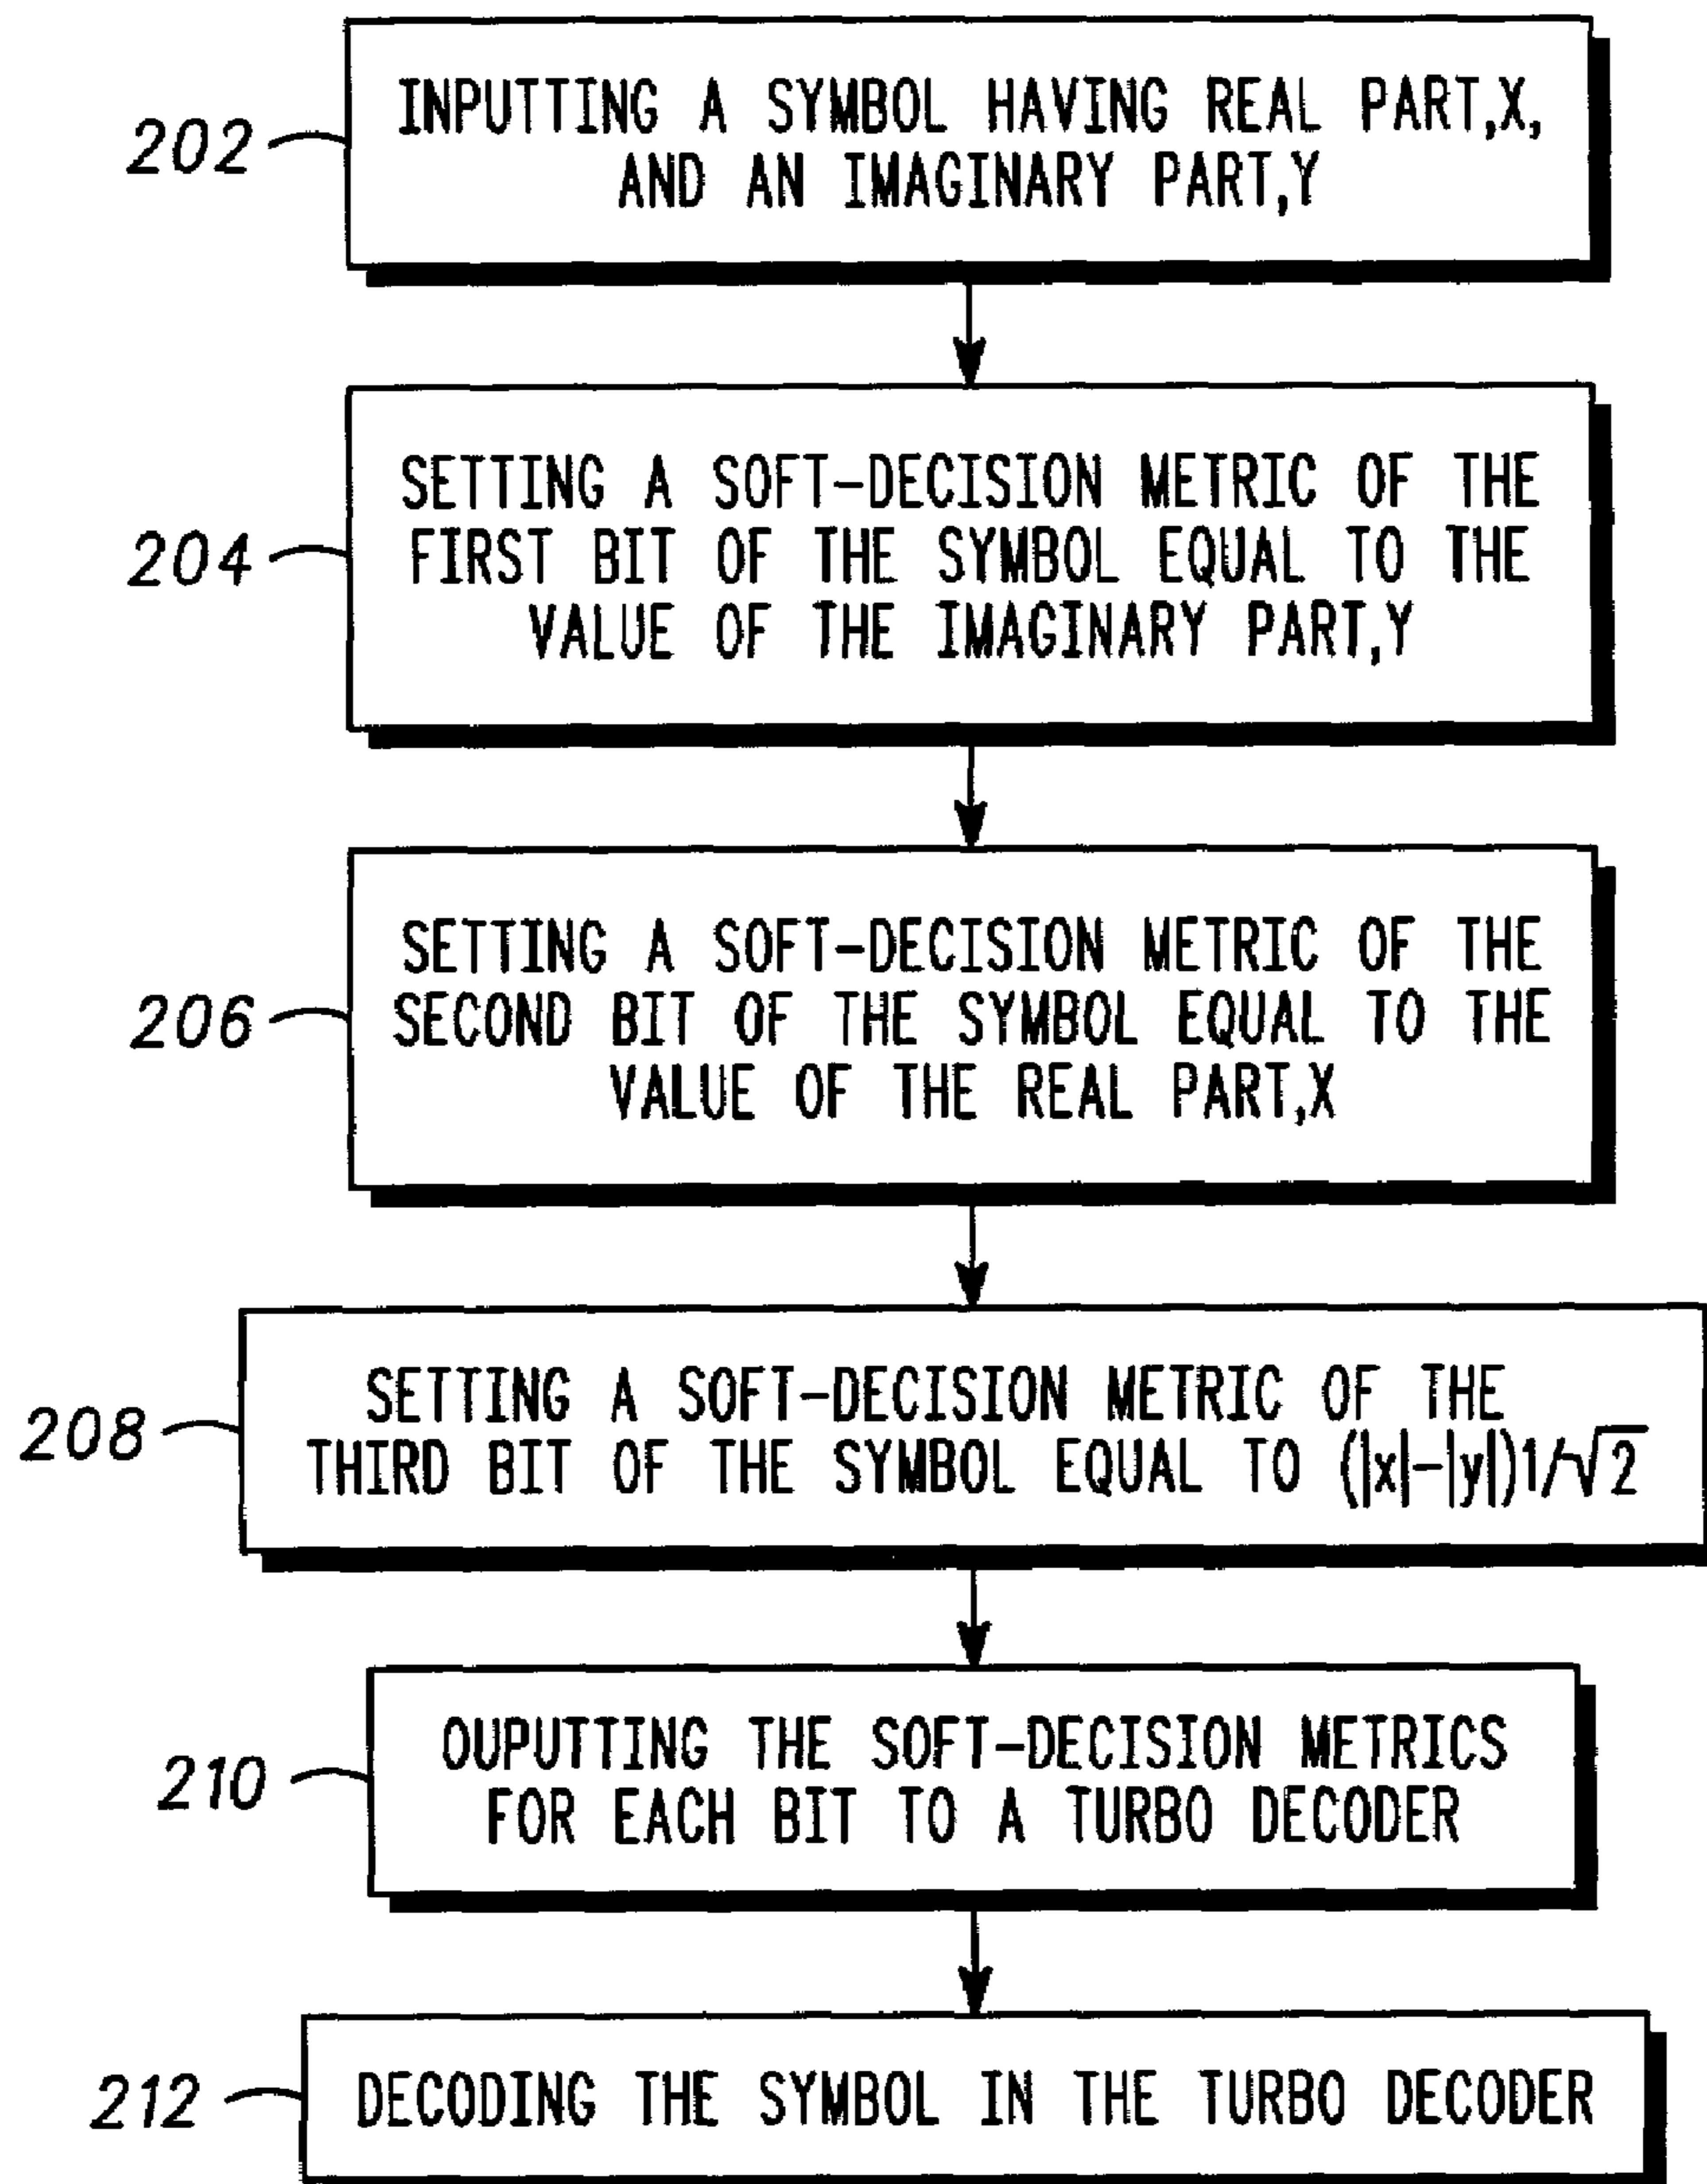 202
INPUTTING A SYMBOL HAVING REAL PART,X,
AND AN IMAGINARY PART,Y
204
SETTING A SOFT-DECISION METRIC OF THE
FIRST BIT OF THE SYMBOL EQUAL TO THE
VALUE OF THE IMAGINARY PART,Y
206
SETTING A SOFT-DECISION METRIC OF THE
SECOND BIT OF THE SYMBOL EQUAL TO THE
VALUE OF THE REAL PART,X
208
SETTING A SOFT-DECISION METRIC OF THE
THIRD BIT OF THE SYMBOL EQUAL TO (|x|-|y|)1/√2
210
OUPUTTING THE SOFT-DECISION METRICS
FOR EACH BIT TO A TURBO DECODER
212
DECODING THE SYMBOL IN THE TURBO DECODER